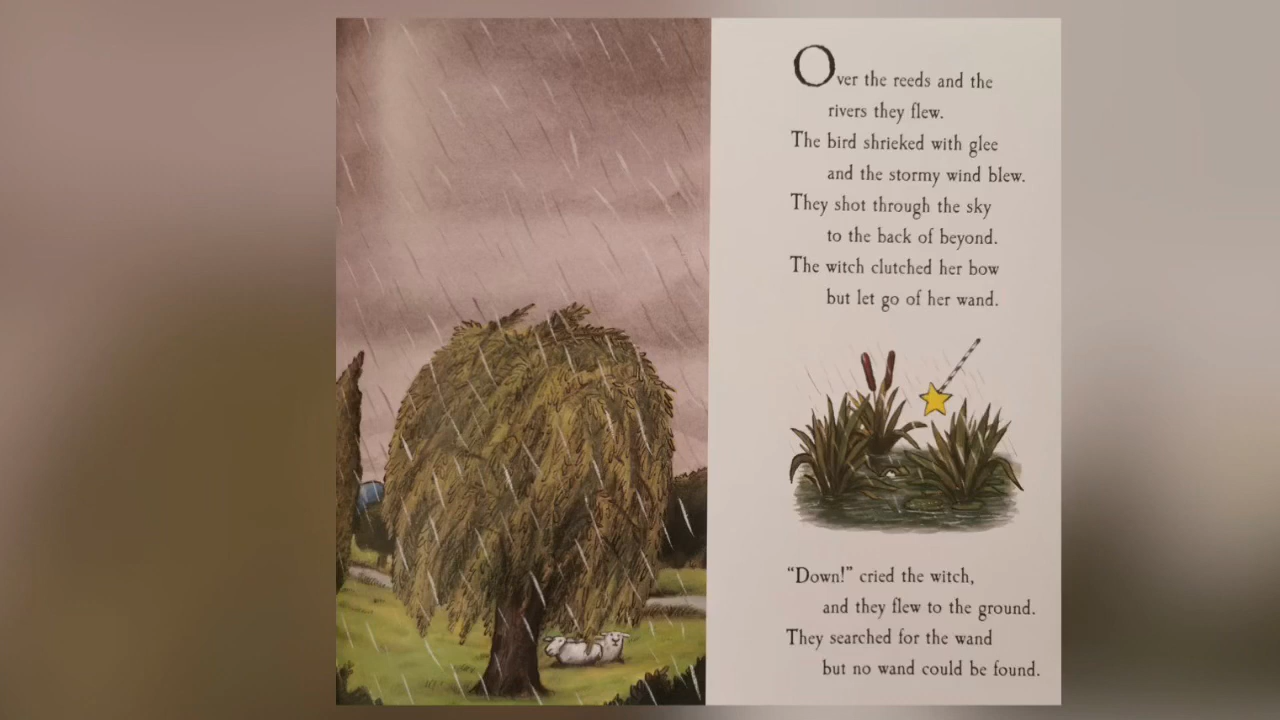 Over the reeds and the
rivers they flew.
The bird shrieked with glee
and the stormy wind blew.
They shot through the sky
to the back of beyond.
The witch clutched her bow
but let go of her wand.
“Down!” cried the witch,
and they flew to the ground.
They searched for the wand
but no wand could be found.